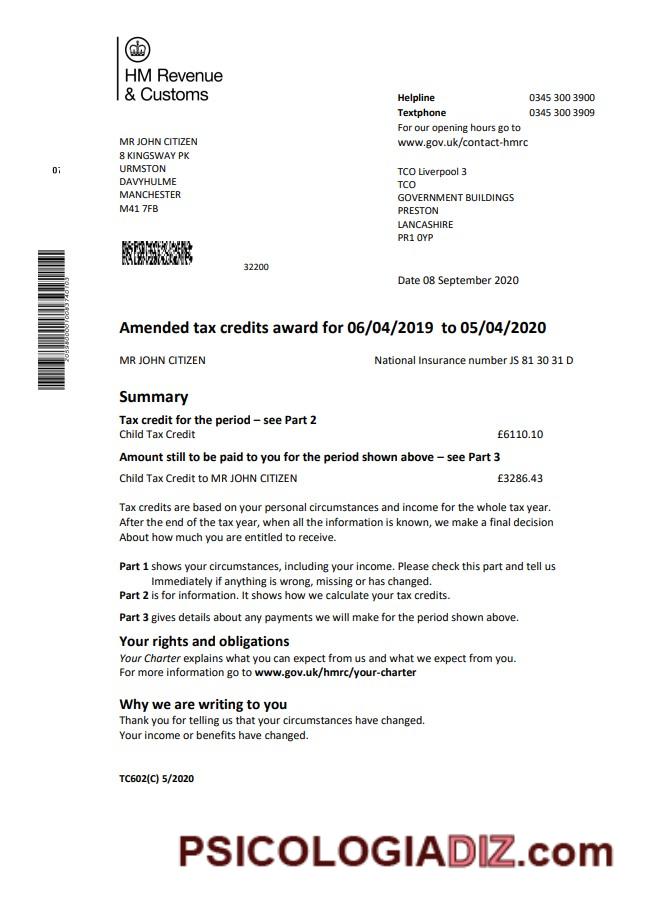 HM Revenue
& Customs
Helpline 0345 300 3900
Textphone 0345 300 3909
For our opening hours go to
www.gov.uk/contact-hmrc
MR JOHN CITIZEN
8 KINGSWAY PK
URMSTON
DAVYHULME
MANCHESTER
M41 7FB
07
TCO Liverpool 3
TCO
GOVERNMENT BUILDINGS
PRESTON
LANCASHIRE
PR1 0YP
32200
Date 08 September 2020
Amended tax credits award for 06/04/2019 to 05/04/2020
MR JOHN CITIZEN National Insurance number JS 81 30 31 D
Summary
Tax credit for the period – see Part 2
Child Tax Credit £6110.10
Amount still to be paid to you for the period shown above – see Part 3
Child Tax Credit to MR JOHN CITIZEN £3286.43
Tax credits are based on your personal circumstances and income for the whole tax year.
After the end of the tax year, when all the information is known, we make a final decision
About how much you are entitled to receive.
Part 1 shows your circumstances, including your income. Please check this part and tell us
Immediately if anything is wrong, missing or has changed.
Part 2 is for information. It shows how we calculate your tax credits.
Part 3 gives details about any payments we will make for the period shown above.
Your rights and obligations
Your Charter explains what you can expect from us and what we expect from you.
For more information go to www.gov.uk/hmrc/your-charter
Why we are writing to you
Thank you for telling us that your circumstances have changed.
Your income or benefits have changed.
TC602(C) 5/2020
PSICOLOGIADIZ.com